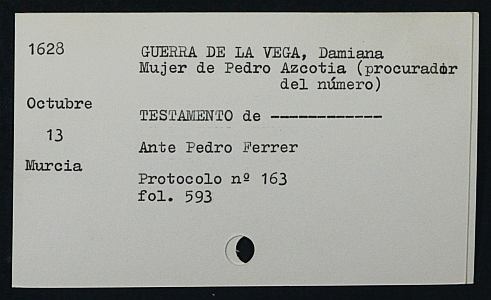 1628
GUERRA DE LA VEGA, Damiana
Mujer de Pedro Azcotia (procurador
del número)
Octubre
TESTAMENTO de ------------
13
Ante Pedro Ferrer
Murcia
Protocolo nº 163
fol. 593